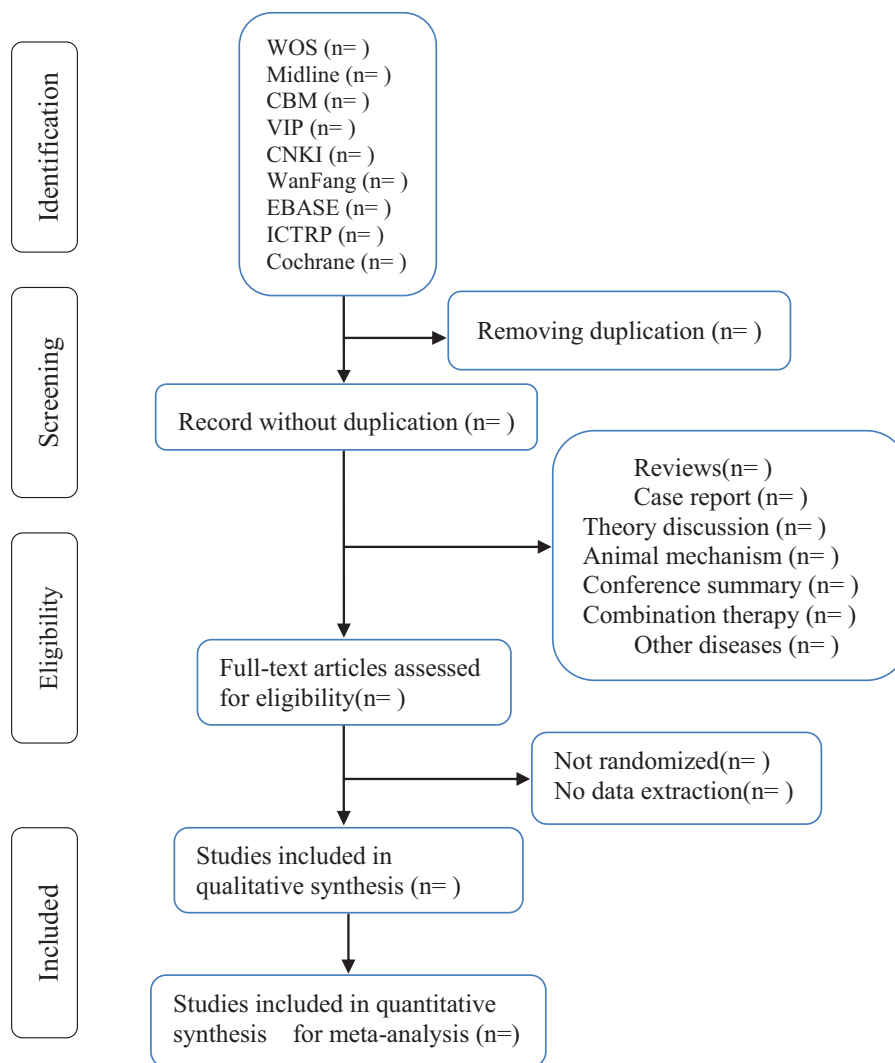 Identification
WOS (n= )
Midline (n= )
CBM (n= )
VIP (n= )
CNKI (n= )
WanFang (n= )
EBASE (n= )
ICTRP (n= )
Cochrane (n= )
Screening
Removing duplication (n= )
Record without duplication (n= )
Reviews(n= )
Case report (n= )
Theory discussion (n= )
Animal mechanism (n= )
Conference summary (n= )
Combination therapy (n= )
Other diseases (n= )
Eligibility
Full-text articles assessed
for eligibility(n= )
Not randomized(n= )
No data extraction(n= )
Included
Studies included in
qualitative synthesis (n= )
Studies included in quantitative
synthesis for meta-analysis (n=)